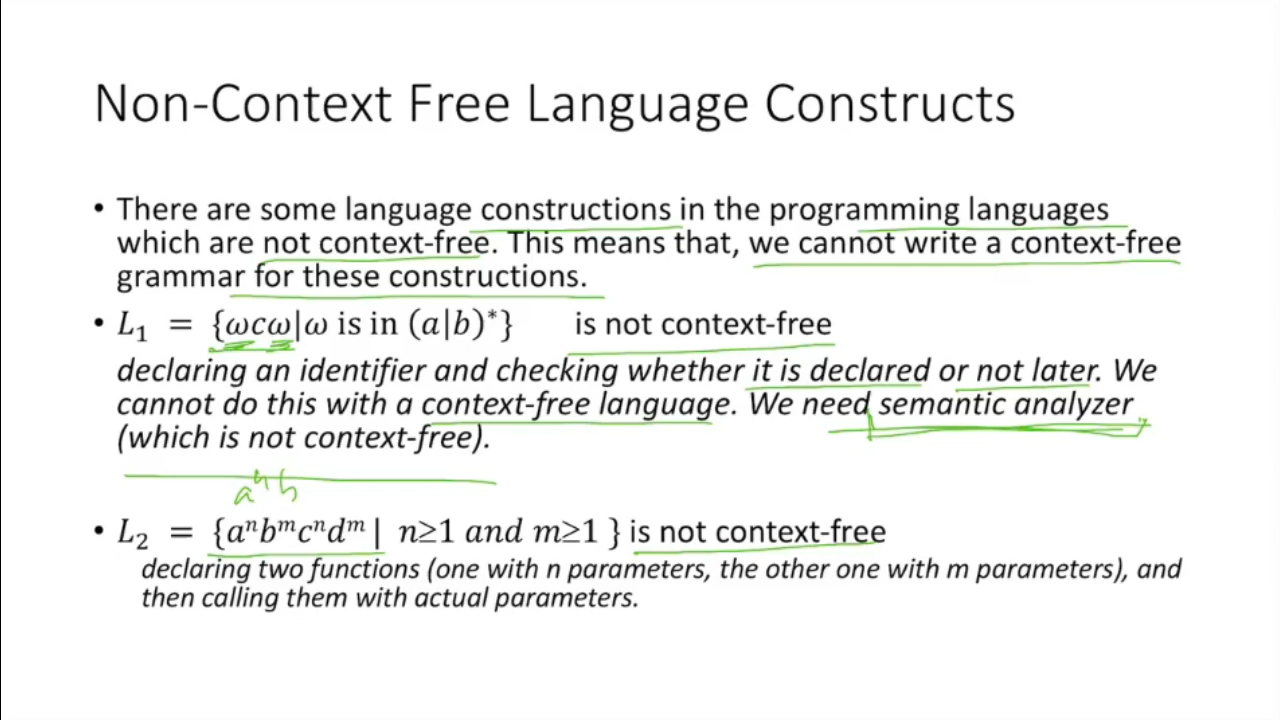 Non-Context Free Language Constructs
• There are some language constructions in the programming languages
which are not context-free. This means that, we cannot write a context-free
grammar for these constructions.
• L₁ = {ωcω|ω is in (a|b)*} is not context-free
declaring an identifier and checking whether it is declared or not later. We
cannot do this with a context-free language. We need semantic analyzer
(which is not context-free).
• L₂ = {aⁿbᵐcⁿdᵐ| n≥1 and m≥1 } is not context-free
declaring two functions (one with n parameters, the other one with m parameters), and
then calling them with actual parameters.